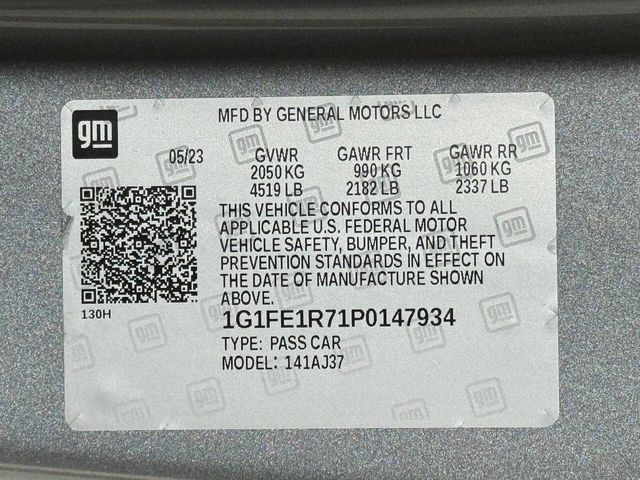 gm
MFD BY GENERAL MOTORS LLC
05/23 GVWR GAWR FRT GAWR RR
2050 KG 990 KG 1060 KG
4519 LB 2182 LB 2337 LB
THIS VEHICLE CONFORMS TO ALL
APPLICABLE U.S. FEDERAL MOTOR
VEHICLE SAFETY, BUMPER, AND THEFT
PREVENTION STANDARDS IN EFFECT ON
THE DATE OF MANUFACTURE SHOWN
ABOVE.
130H
1G1FE1R71P0147934
TYPE: PASS CAR
MODEL: 141AJ37